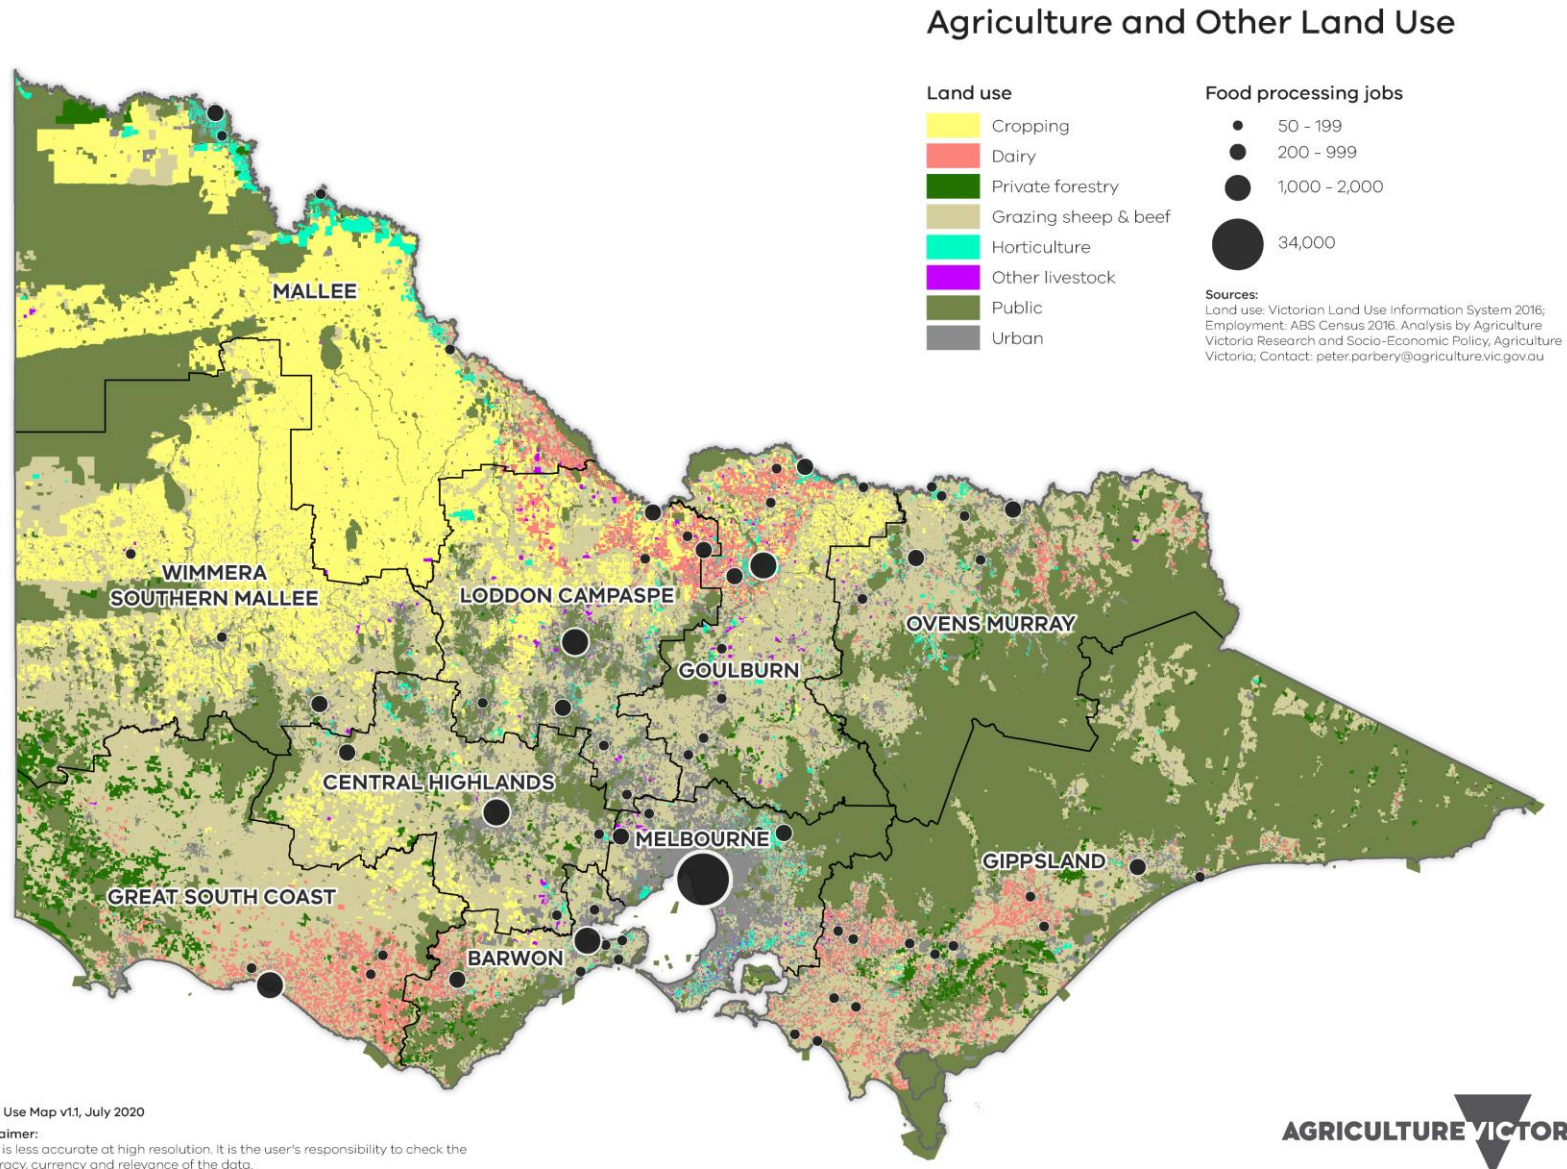 Agriculture and Other Land Use
Land use
Cropping
Dairy
Private forestry
Grazing sheep & beef
Horticulture
Other livestock
Public
Urban
Food processing jobs
50 - 199
200 - 999
1,000 - 2,000
34,000
Sources:
Land use: Victorian Land Use Information System 2016;
Employment: ABS Census 2016. Analysis by Agriculture
Victoria Research and Socio-Economic Policy, Agriculture
Victoria; Contact: peter.parbery@agriculture.vic.gov.au
MALLEE
WIMMERA
SOUTHERN MALLEE
LODDON CAMPASPE
OVENS MURRAY
GOULBURN
CENTRAL HIGHLANDS
MELBOURNE
GIPPSLAND
GREAT SOUTH COAST
BARWON
Use Map v1.1, July 2020
aimer:
is less accurate at high resolution. It is the user's responsibility to check the
racy, currency and relevance of the data.
AGRICULTURE VICTOR